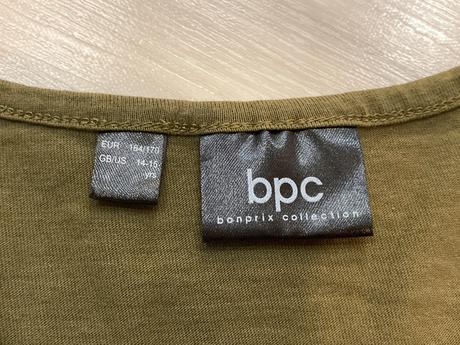 EUR 164/170
GB/US 14-15
yrs
bpc
bonprix collection